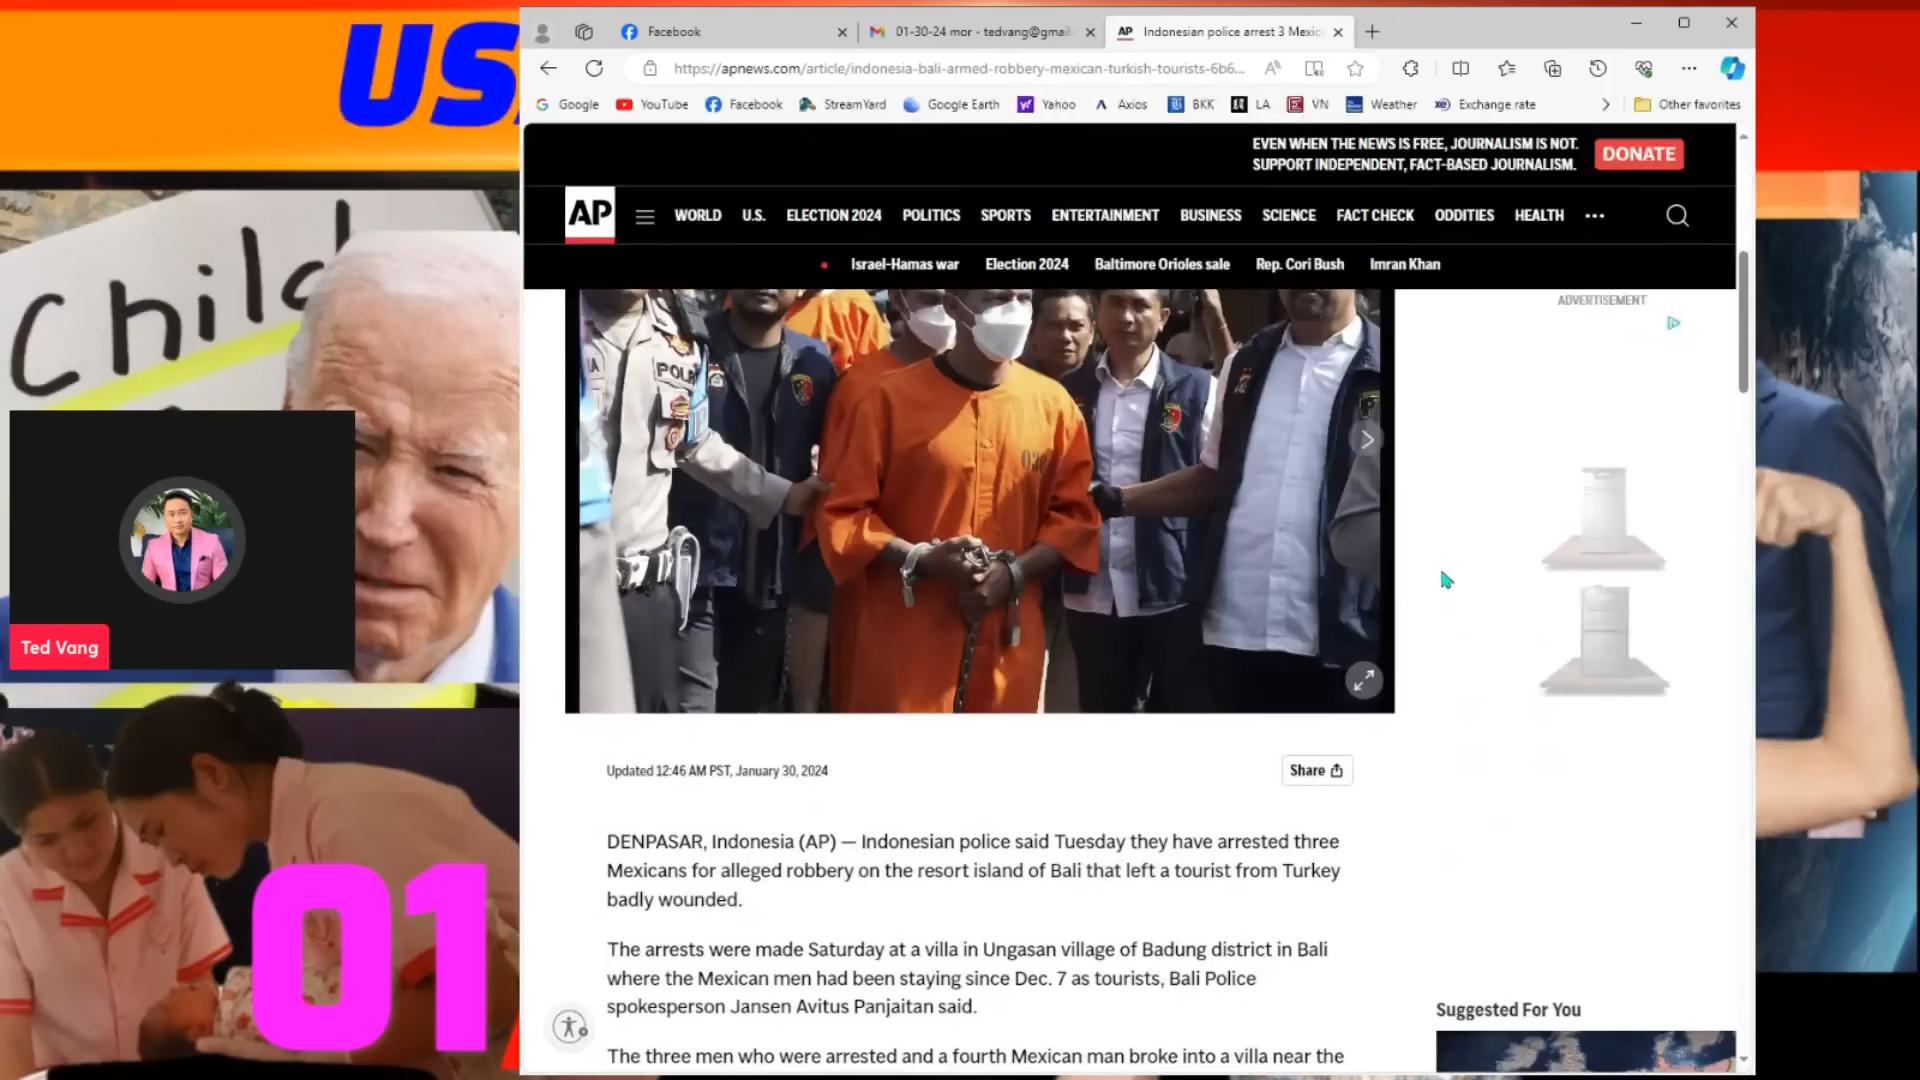 US
Child
Ted Vang
01
Facebook
01-30-24 mor - tedvang@gmail.
AP Indonesian police arrest 3 Mexic
https://apnews.com/article/indonesia-bali-armed-robbery-mexican-turkish-tourists-6b6...
Google YouTube Facebook StreamYard Google Earth Yahoo Axios BKK LA VN Weather Exchange rate Other favorites
EVEN WHEN THE NEWS IS FREE, JOURNALISM IS NOT.
SUPPORT INDEPENDENT, FACT-BASED JOURNALISM.
DONATE
AP WORLD U.S. ELECTION 2024 POLITICS SPORTS ENTERTAINMENT BUSINESS SCIENCE FACT CHECK ODDITIES HEALTH
Israel-Hamas war Election 2024 Baltimore Orioles sale Rep. Cori Bush Imran Khan
ADVERTISEMENT
Updated 12:46 AM PST, January 30, 2024
Share
DENPASAR, Indonesia (AP) — Indonesian police said Tuesday they have arrested three
Mexicans for alleged robbery on the resort island of Bali that left a tourist from Turkey
badly wounded.
The arrests were made Saturday at a villa in Ungasan village of Badung district in Bali
where the Mexican men had been staying since Dec. 7 as tourists, Bali Police
spokesperson Jansen Avitus Panjaitan said.
The three men who were arrested and a fourth Mexican man broke into a villa near the
Suggested For You